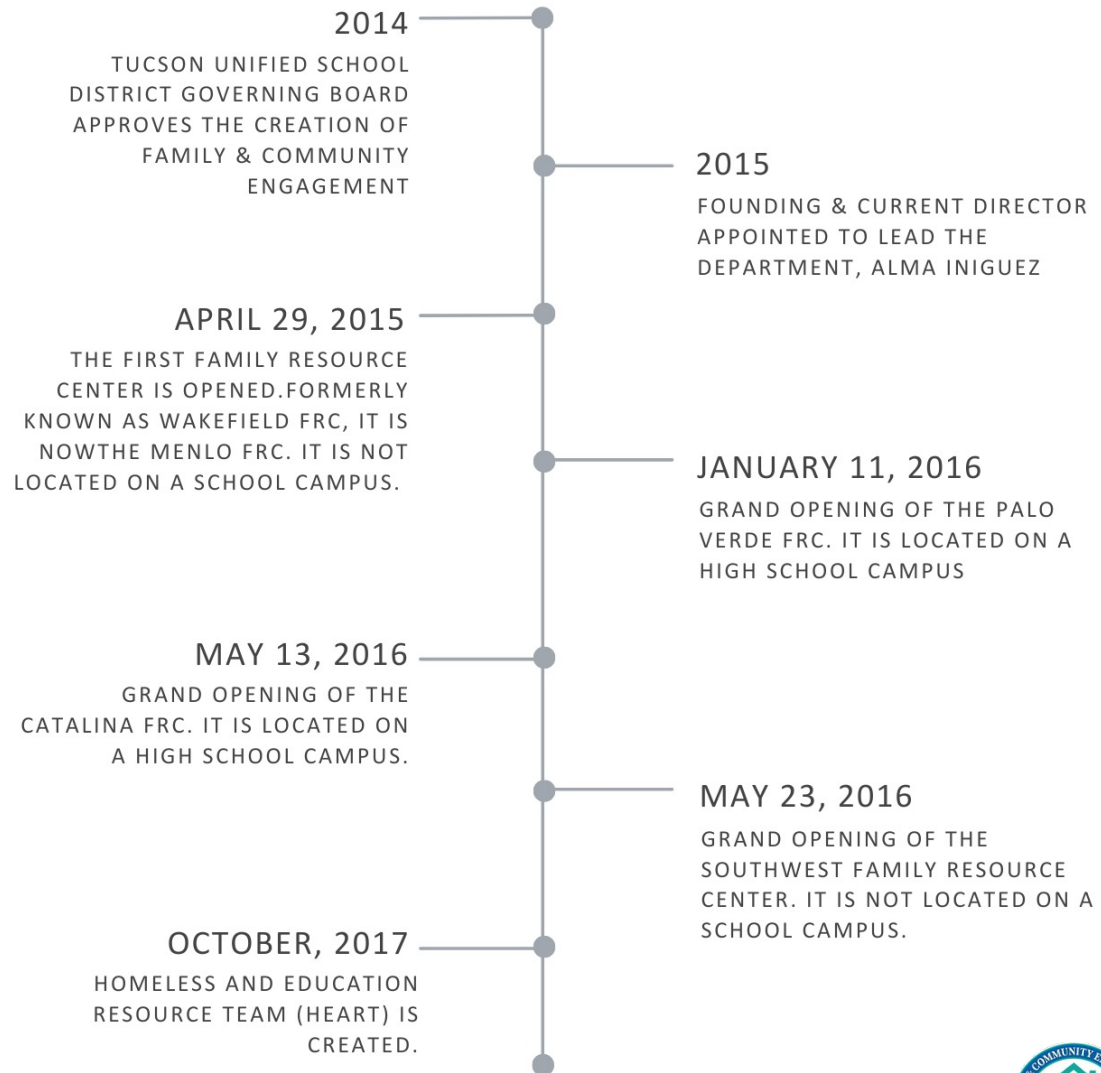 2014
TUCSON UNIFIED SCHOOL
DISTRICT GOVERNING BOARD
APPROVES THE CREATION OF
FAMILY & COMMUNITY
ENGAGEMENT
2015
FOUNDING & CURRENT DIRECTOR
APPOINTED TO LEAD THE
DEPARTMENT, ALMA INIGUEZ
APRIL 29, 2015
THE FIRST FAMILY RESOURCE
CENTER IS OPENED.FORMERLY
KNOWN AS WAKEFIELD FRC, IT IS
NOWTHE MENLO FRC. IT IS NOT
LOCATED ON A SCHOOL CAMPUS.
JANUARY 11, 2016
GRAND OPENING OF THE PALO
VERDE FRC. IT IS LOCATED ON A
HIGH SCHOOL CAMPUS
MAY 13, 2016
GRAND OPENING OF THE
CATALINA FRC. IT IS LOCATED ON
A HIGH SCHOOL CAMPUS.
MAY 23, 2016
GRAND OPENING OF THE
SOUTHWEST FAMILY RESOURCE
CENTER. IT IS NOT LOCATED ON A
SCHOOL CAMPUS.
OCTOBER, 2017
HOMELESS AND EDUCATION
RESOURCE TEAM (HEART) IS
CREATED.
& COMMUNITY